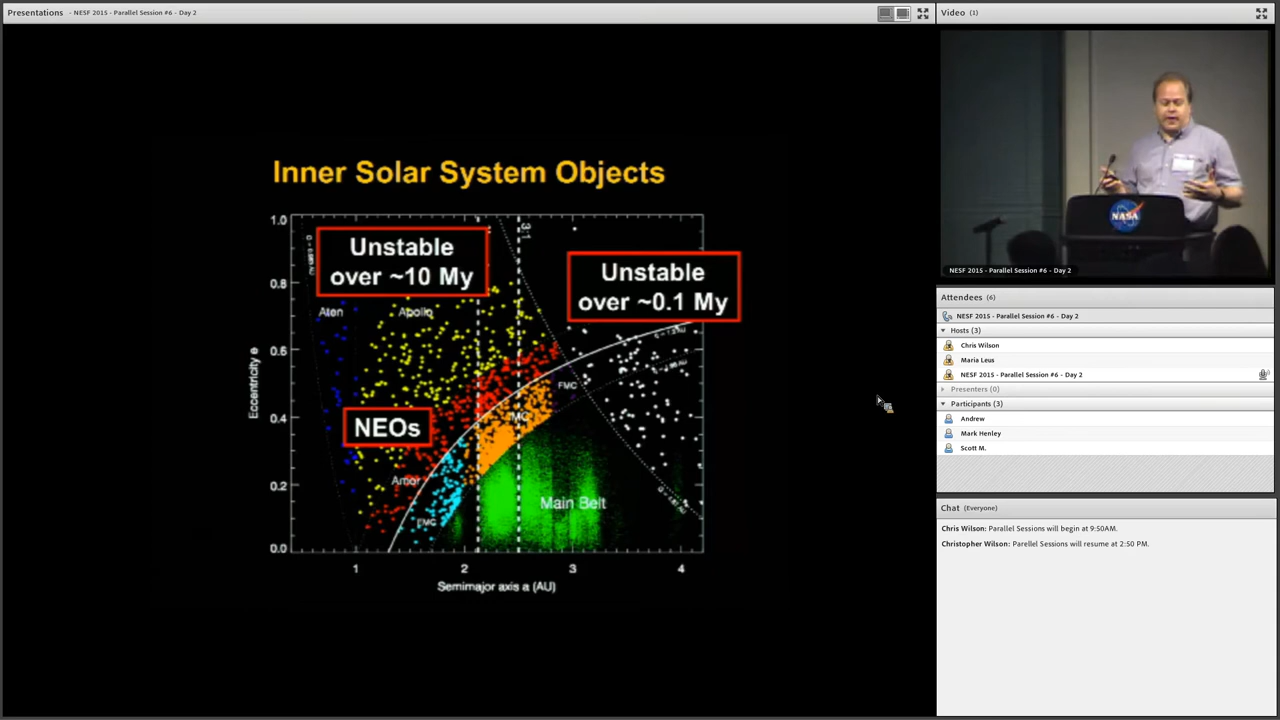 Presentations - NESF 2015 - Parallel Session #6 - Day 2
Inner Solar System Objects
1.0
0.8
0.6
0.4
0.2
0.0
Eccentricity e
Unstable
over ~10 My
3:1
Unstable
over ~0.1 My
Aten
Apollo
FMC
MC
NEOs
Amor
Main Belt
1
2
3
4
Semimajor axis a (AU)
Video (1)
NASA
NESF 2015 - Parallel Session #6 - Day 2
Attendees (6)
NESF 2015 - Parallel Session #6 - Day 2
Hosts (3)
Chris Wilson
Maria Leus
NESF 2015 - Parallel Session #6 - Day 2
Presenters (0)
Participants (3)
Andrew
Mark Henley
Scott M.
Chat (Everyone)
Chris Wilson: Parallel Sessions will begin at 9:50AM.
Christopher Wilson: Parellel Sessions will resume at 2:50 PM.